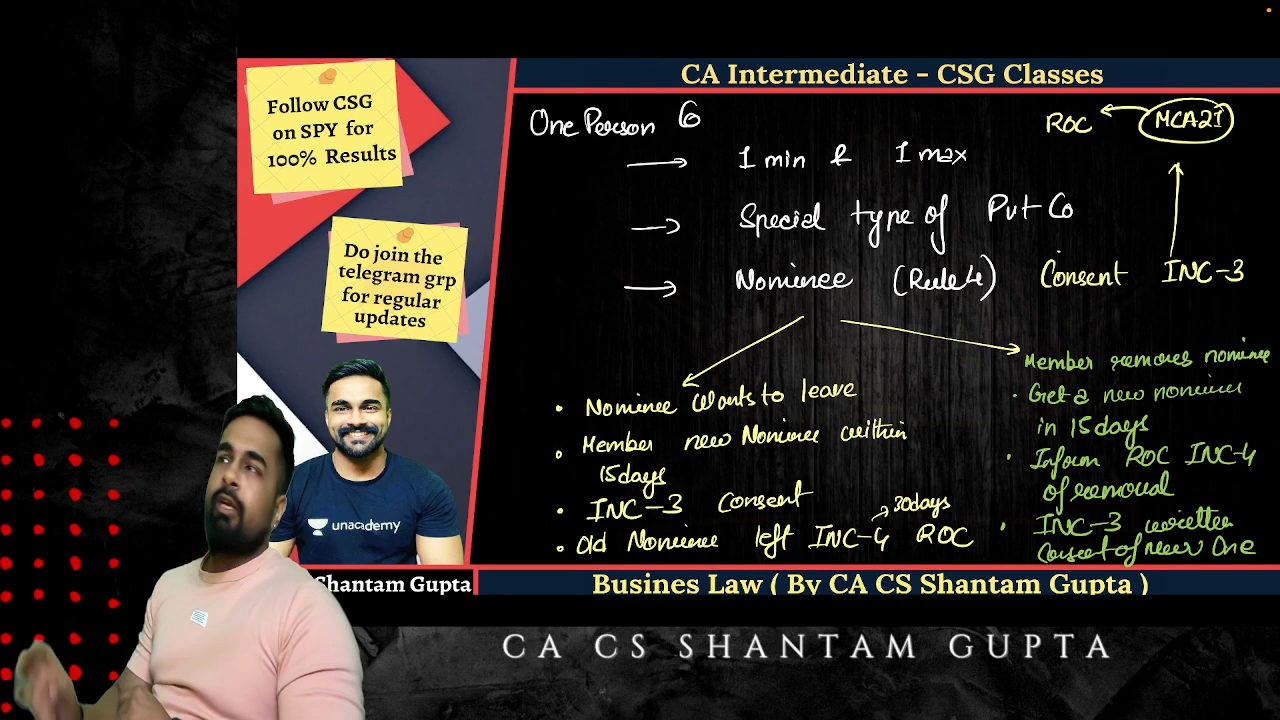 Follow CSG
on SPY for
100% Results
Do join the
telegram grp
for regular
updates
unacademy
Shantam Gupta
CA Intermediate - CSG Classes
One Person Co
→ 1 min & 1 max
→ Special type of Pvt Co
→ Nominee (Rule 4) Consent INC-3
ROC ← MCA21
• Nominee wants to leave
• Member new Nominee within
15days
• INC-3 Consent
• Old Nominee left INC-4 → 30days ROC
Member removes nominee
• Get a new nominee
in 15 days
• Inform ROC INC-4
of removal
• INC-3 written
consent of new One
Busines Law ( By CA CS Shantam Gupta )
CA CS SHANTAM GUPTA